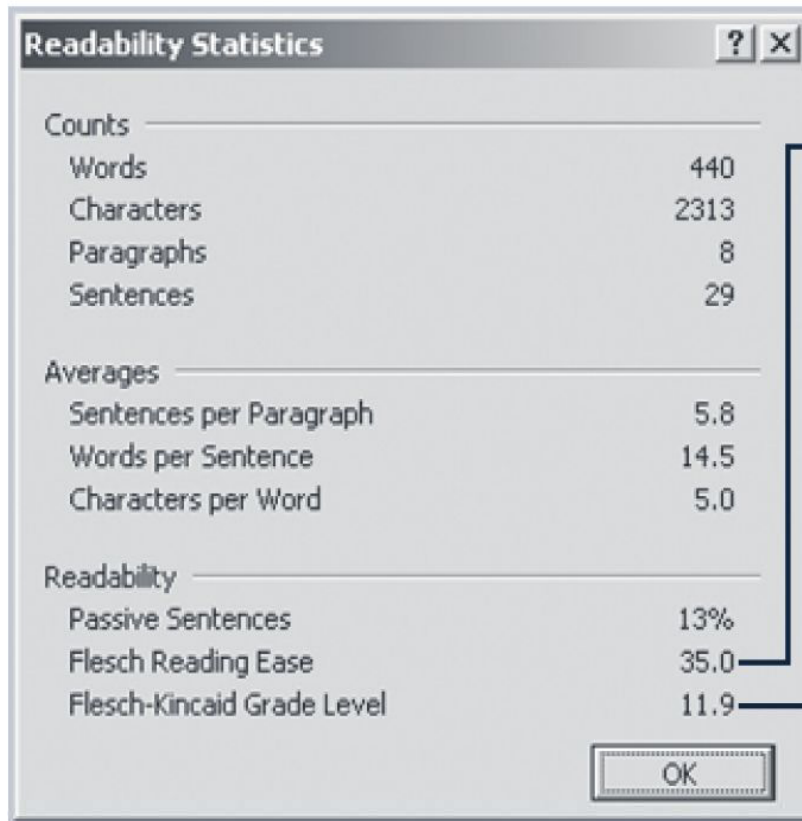 Readability Statistics
Counts
Words 440
Characters 2313
Paragraphs 8
Sentences 29
Averages
Sentences per Paragraph 5.8
Words per Sentence 14.5
Characters per Word 5.0
Readability
Passive Sentences 13%
Flesch Reading Ease 35.0
Flesch-Kincaid Grade Level 11.9
OK